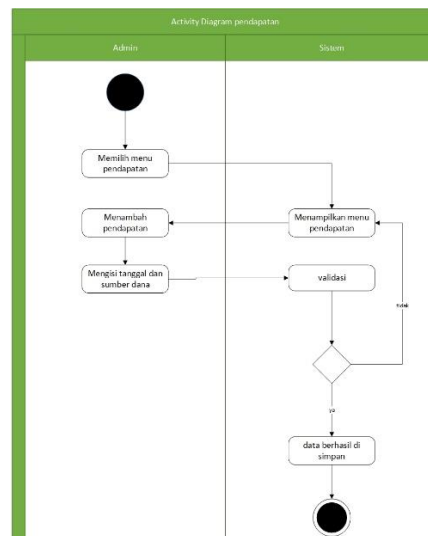 Activity Diagram pendapatan
Admin
Sistem
Memilih menu
pendapatan
Menambah
pendapatan
Menampilkan menu
pendapatan
Mengisi tanggal dan
sumber dana
validasi
tidak
ya
data berhasil di
simpan